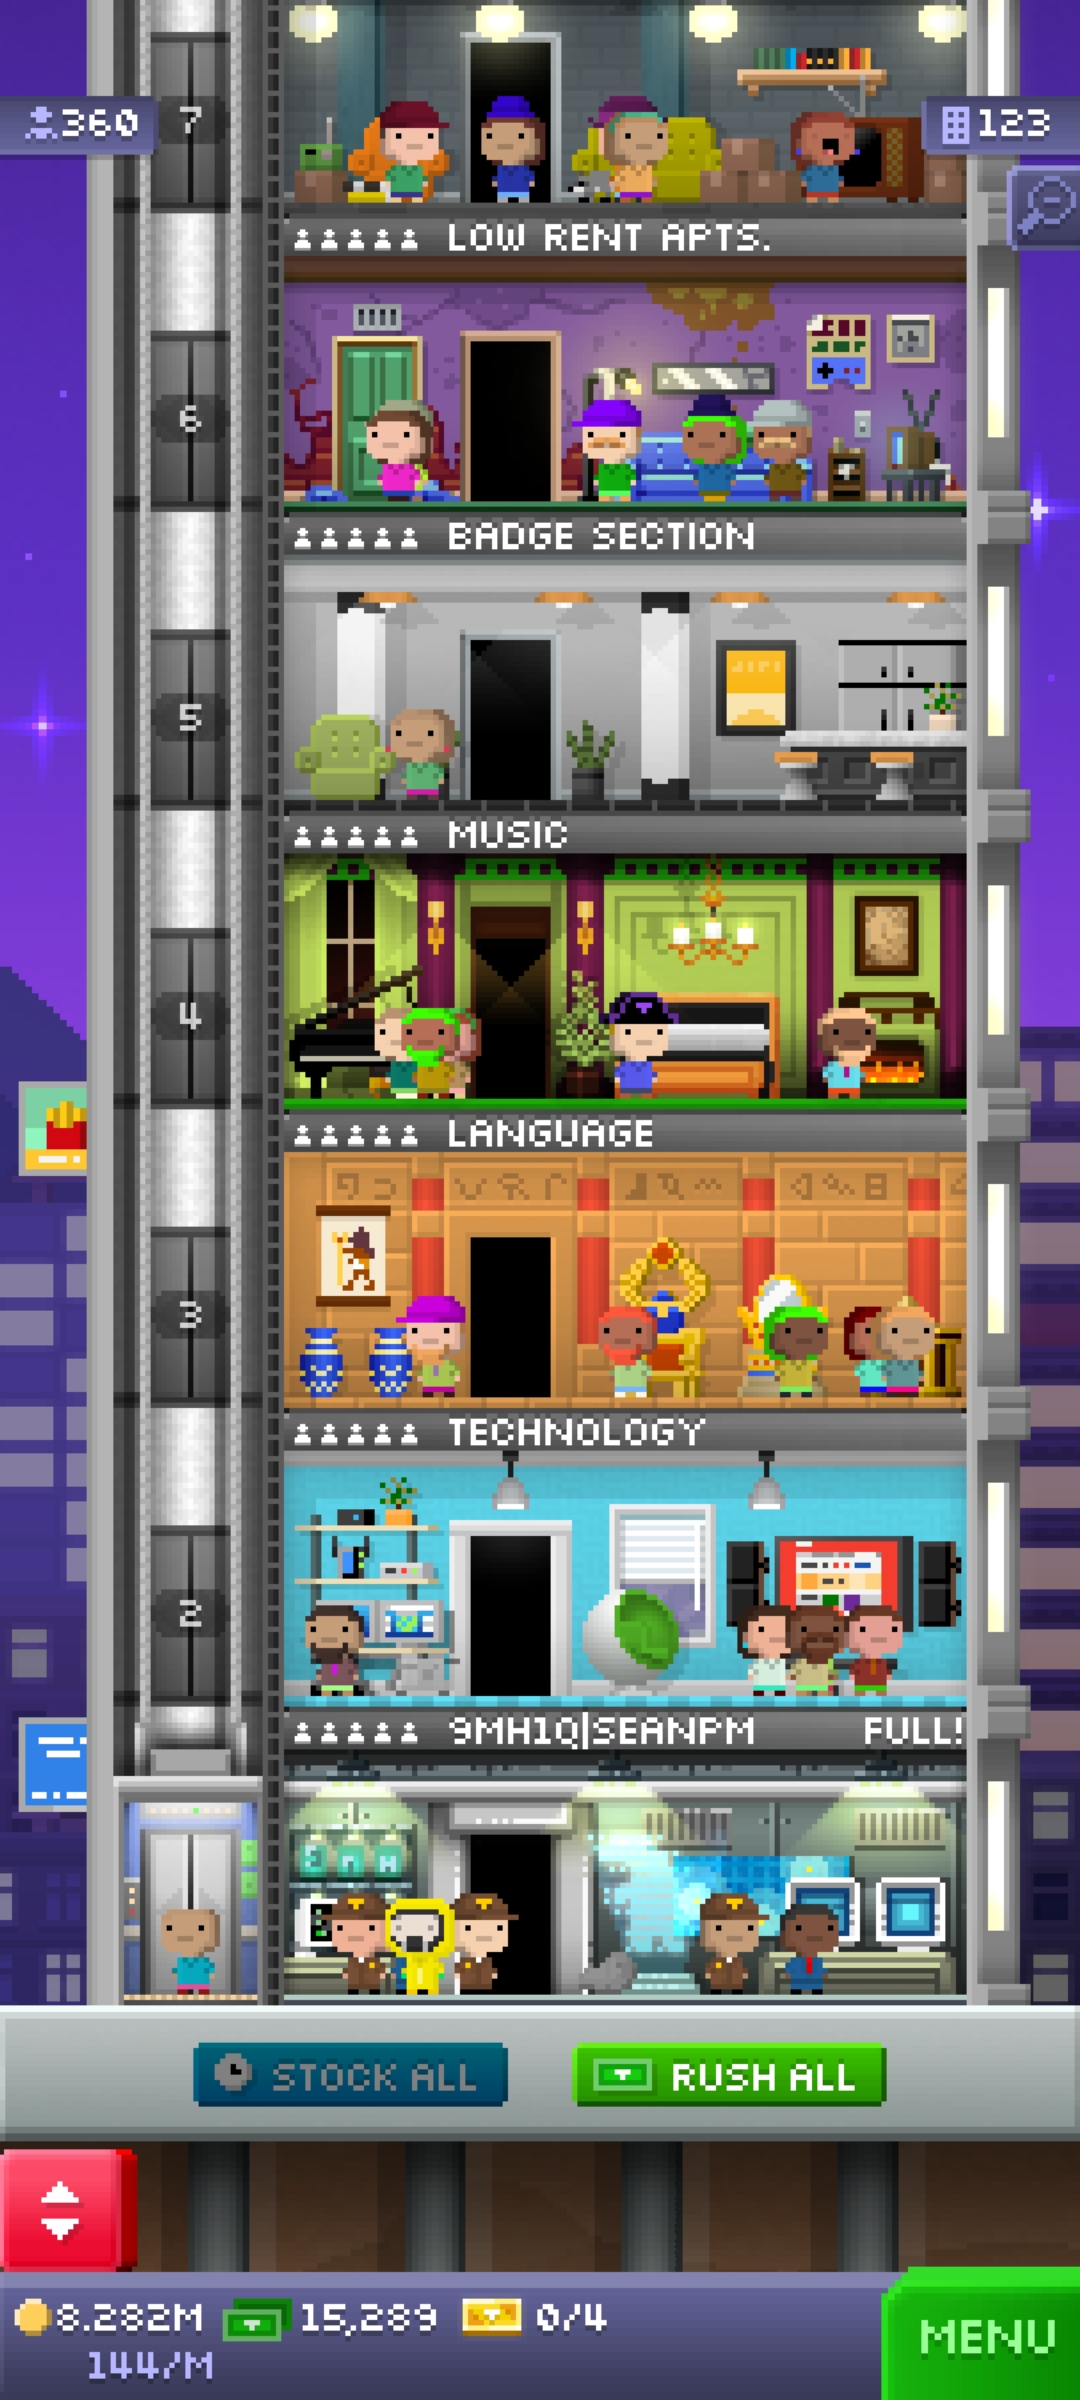 7
360
123
LOW RENT APTS.
6
BADGE SECTION
5
MUSIC
4
LANGUAGE
3
TECHNOLOGY
2
9MH1Q|SEANPM FULL!
STOCK ALL
RUSH ALL
8.282M 15,289 0/4
144/M
MENU